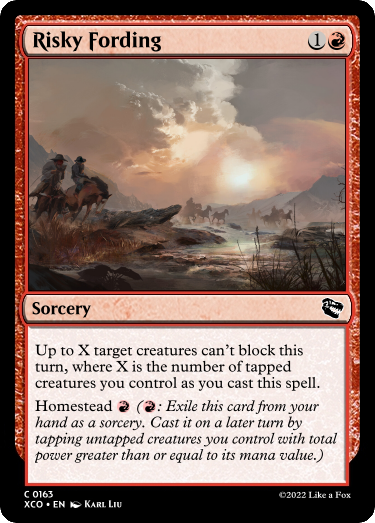 Risky Fording 1
Sorcery
Up to X target creatures can't block this
turn, where X is the number of tapped
creatures you control as you cast this spell.
Homestead (: Exile this card from your
hand as a sorcery. Cast it on a later turn by
tapping untapped creatures you control with total
power greater than or equal to its mana value.)
C 0163
XCO • EN Karl Liu
©2022 Like a Fox